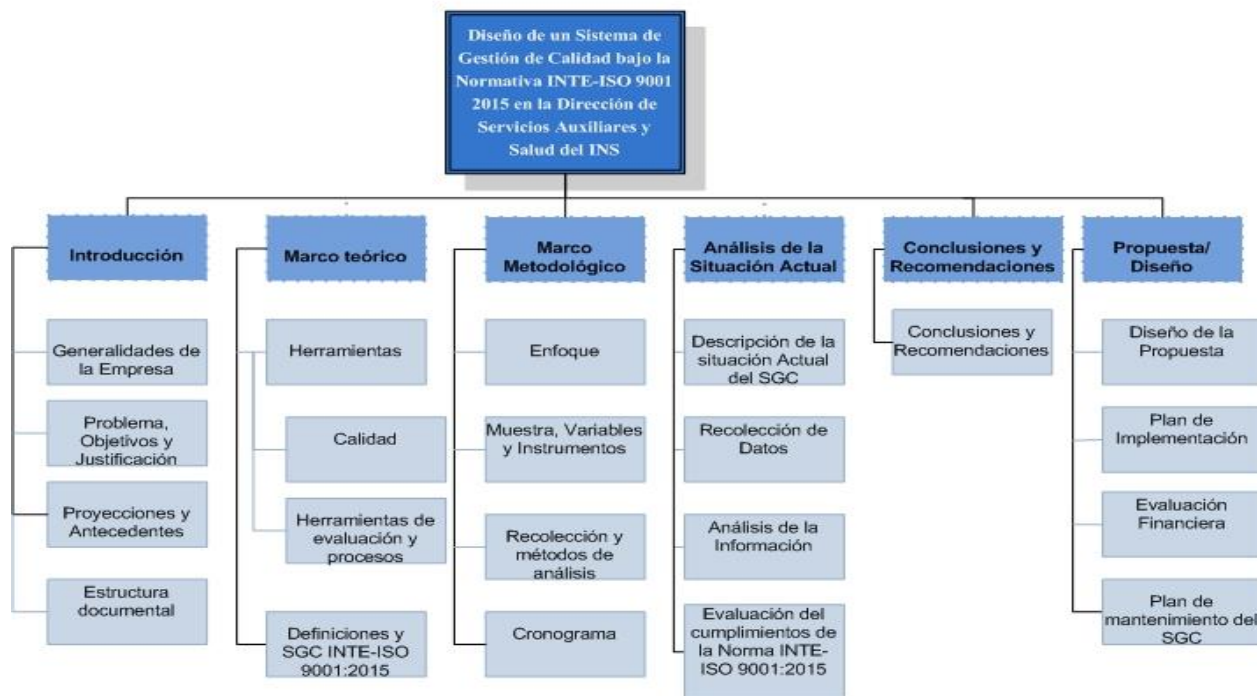 Diseño de un Sistema de
Gestión de Calidad bajo la
Normativa INTE-ISO 9001
2015 en la Dirección de
Servicios Auxiliares y
Salud del INS
Introducción
Generalidades de
la Empresa
Problema,
Objetivos y
Justificación
Proyecciones y
Antecedentes
Estructura
documental
Marco teórico
Herramientas
Calidad
Herramientas de
evaluación y
procesos
Definiciones y
SGC INTE-ISO
9001:2015
Marco
Metodológico
Enfoque
Muestra, Variables
y Instrumentos
Recolección y
métodos de
análisis
Cronograma
Análisis de la
Situación Actual
Descripción de la
situación Actual
del SGC
Recolección de
Datos
Análisis de la
Información
Evaluación del
cumplimientos de
la Norma INTE-
ISO 9001:2015
Conclusiones y
Recomendaciones
Conclusiones y
Recomendaciones
Propuesta/
Diseño
Diseño de la
Propuesta
Plan de
Implementación
Evaluación
Financiera
Plan de
mantenimiento del
SGC